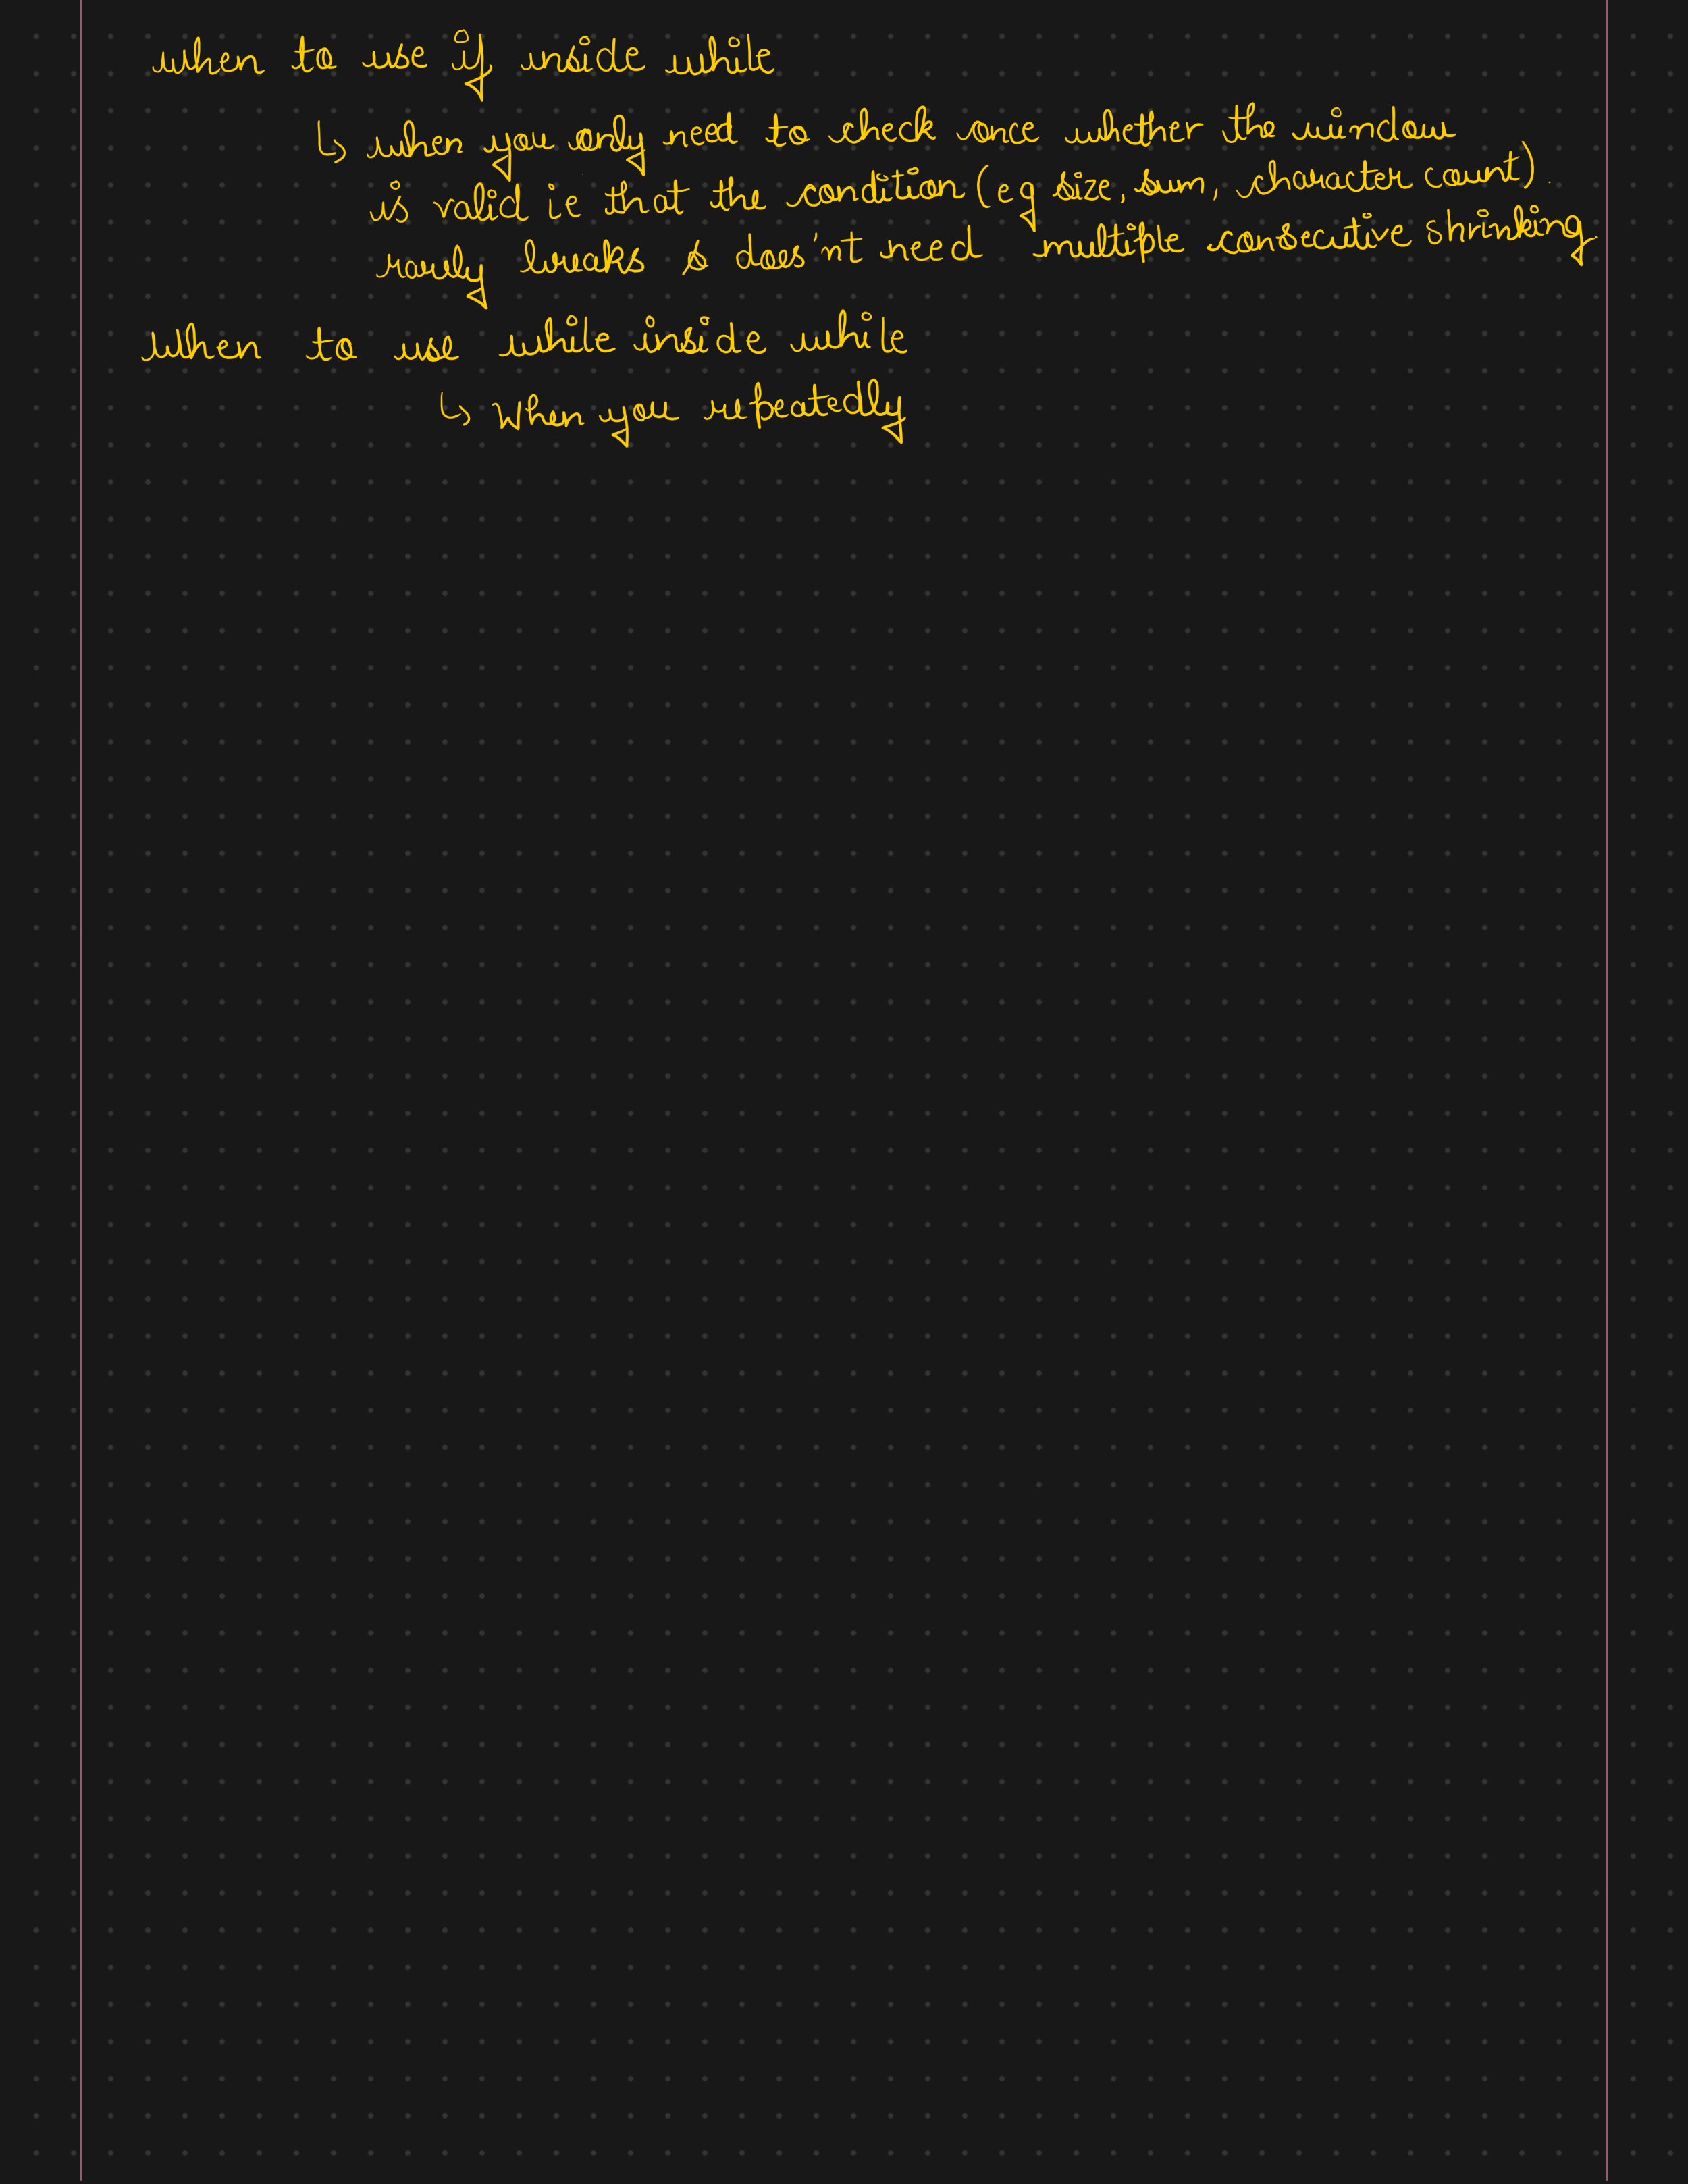 when to use if inside while
↳ when you only need to check once whether the window
is valid ie that the condition (eg size, sum, character count).
rarely breaks & does'nt need multiple consecutive shrinking
When to use while inside while
↳ When you repeatedly